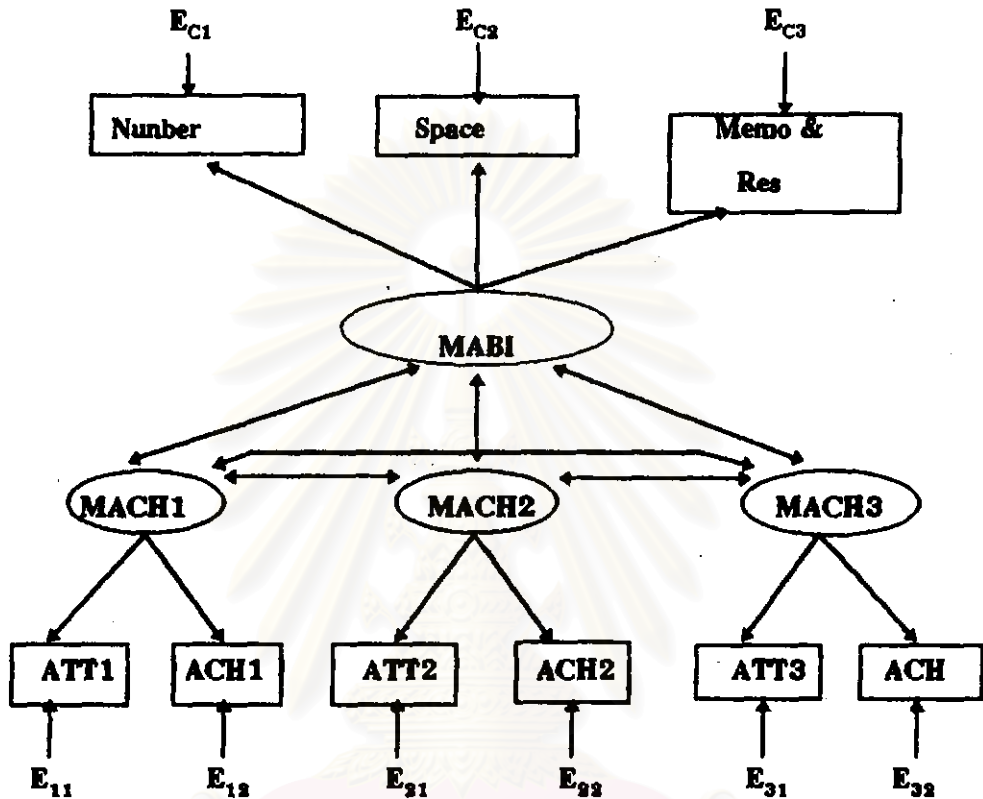 E_C1 E_C2 E_C3
Nunber
Space
Memo &
Res
MABI
MACH1 MACH2 MACH3
ATT1 ACH1 ATT2 ACH2 ATT3 ACH
E_11 E_12 E_21 E_22 E_31 E_32